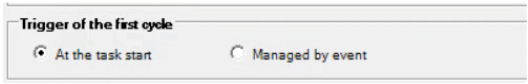 Trigger of the first cycle
At the task start Managed by event